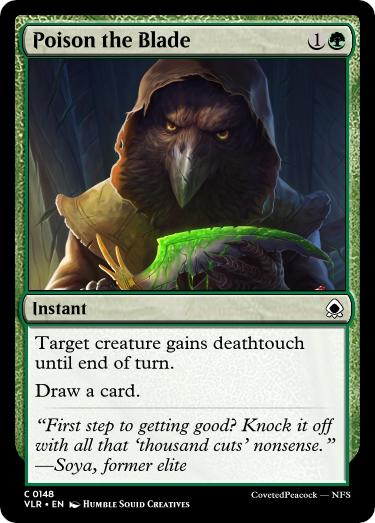 Poison the Blade 1
Instant
Target creature gains deathtouch
until end of turn.
Draw a card.
“First step to getting good? Knock it off
with all that ‘thousand cuts’ nonsense.”
—Soya, former elite
C 0148
VLR • EN Humble Squid Creatives
CovetedPeacock — NFS